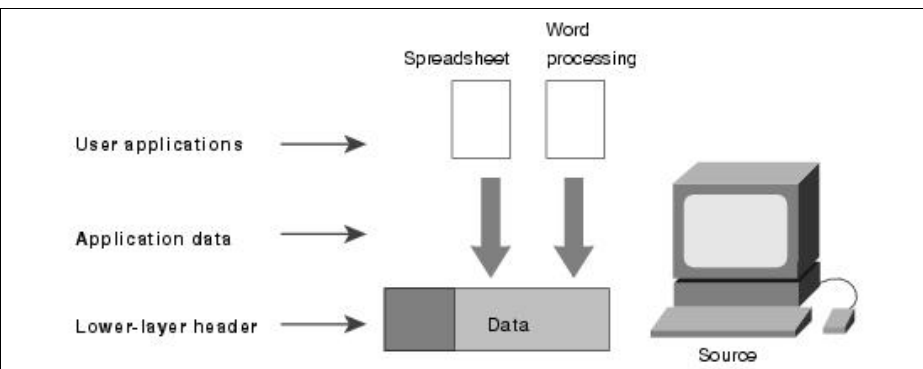 Word
Spreadsheet processing
User applications
Application data
Lower-layer header
Data
Source